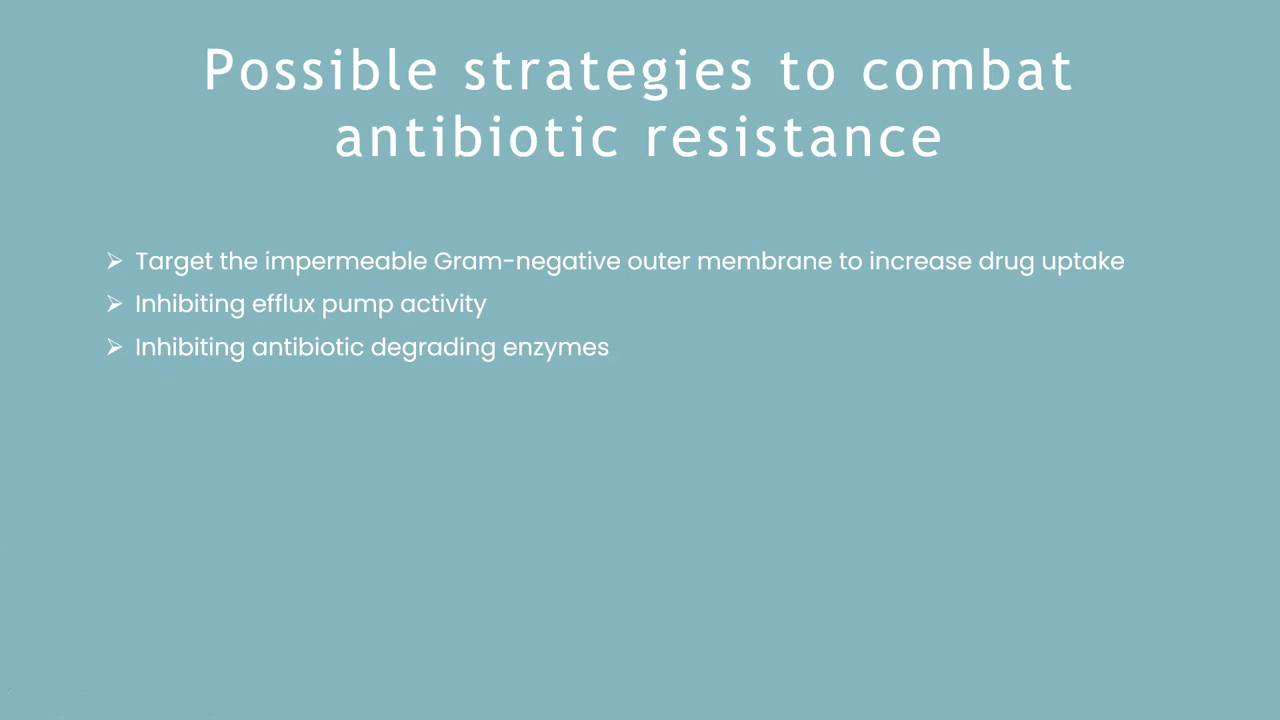 Possible strategies to combat
antibiotic resistance
➢ Target the impermeable Gram-negative outer membrane to increase drug uptake
➢ Inhibiting efflux pump activity
➢ Inhibiting antibiotic degrading enzymes